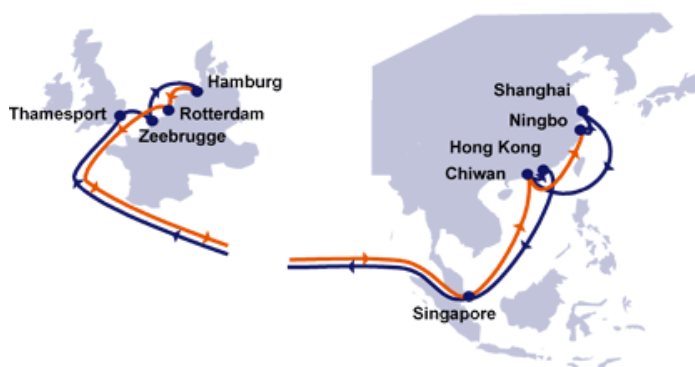 Hamburg
Thamesport
Rotterdam
Zeebrugge
Shanghai
Ningbo
Hong Kong
Chiwan
Singapore